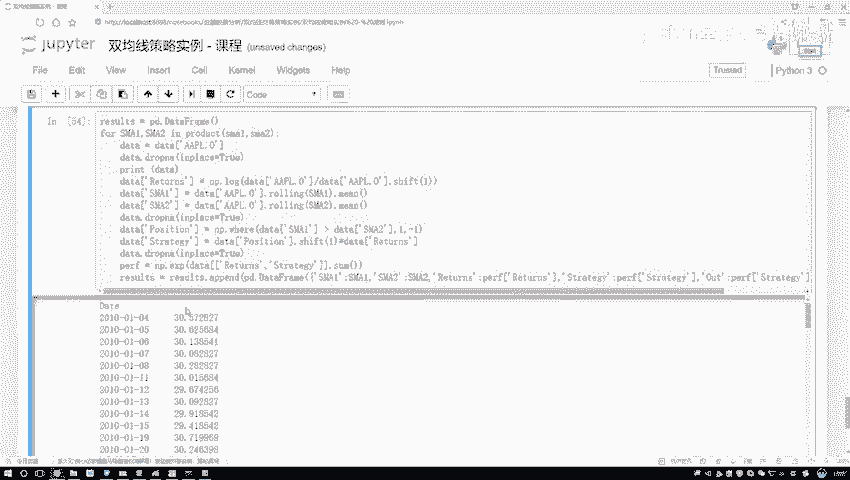 jupyter 双均线策略实例 - 课程 (unsaved changes)
File Edit View Insert Cell Kernel Widgets Help
Trusted Python 3
Code
In [54]:
results = pd.DataFrame()
for SMA1,SMA2 in product(sma1,sma2):
data = data['AAPL.O']
data.dropna(inplace=True)
print (data)
data['Returns'] = np.log(data['AAPL.O']/data['AAPL.O'].shift(1))
data['SMA1'] = data['AAPL.O'].rolling(SMA1).mean()
data['SMA2'] = data['AAPL.O'].rolling(SMA2).mean()
data.dropna(inplace=True)
data['Position'] = np.where(data['SMA1'] > data['SMA2'],1,-1)
data['Strategy'] = data['Position'].shift(1)*data['Returns']
data.dropna(inplace=True)
perf = np.exp(data[['Returns','Strategy']].sum())
results = results.append(pd.DataFrame({'SMA1':SMA1,'SMA2':SMA2,'Returns':perf['Returns'],'Strategy':perf['Strategy'],'Out':perf['Strategy']
Date
2010-01-04 30.572827
2010-01-05 30.625684
2010-01-06 30.138541
2010-01-07 30.082827
2010-01-08 30.282827
2010-01-11 30.015684
2010-01-12 29.674256
2010-01-13 30.092827
2010-01-14 29.918542
2010-01-15 29.418542
2010-01-19 30.719969
2010-01-20 30.246398